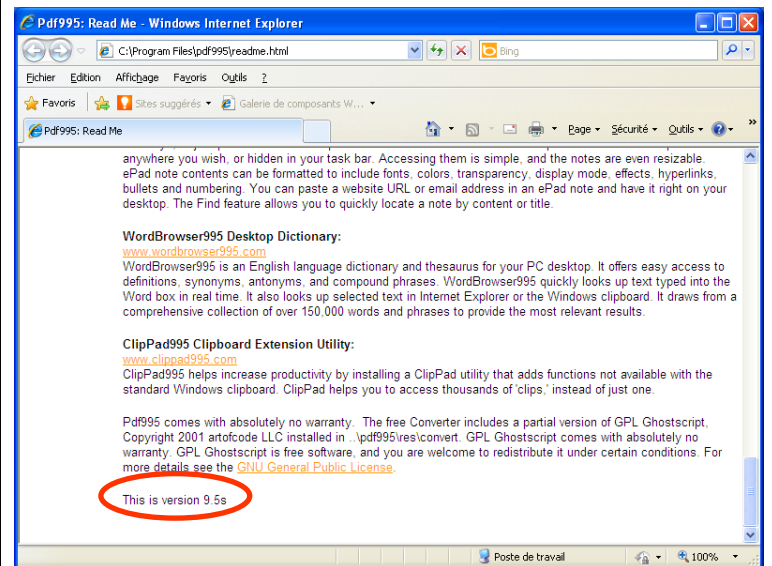 Pdf995: Read Me - Windows Internet Explorer
C:\Program Files\pdf995\readme.html
Bing
Fichier Edition Affichage Favoris Outils ?
Favoris Sites suggérés Galerie de composants W...
Pdf995: Read Me
Page Sécurité Outils »
anywhere you wish, or hidden in your task bar. Accessing them is simple, and the notes are even resizable.
ePad note contents can be formatted to include fonts, colors, transparency, display mode, effects, hyperlinks,
bullets and numbering. You can paste a website URL or email address in an ePad note and have it right on your
desktop. The Find feature allows you to quickly locate a note by content or title.
WordBrowser995 Desktop Dictionary:
www.wordbrowser995.com
WordBrowser995 is an English language dictionary and thesaurus for your PC desktop. It offers easy access to
definitions, synonyms, antonyms, and compound phrases. WordBrowser995 quickly looks up text typed into the
Word box in real time. It also looks up selected text in Internet Explorer or the Windows clipboard. It draws from a
comprehensive collection of over 150,000 words and phrases to provide the most relevant results.
ClipPad995 Clipboard Extension Utility:
www.clippad995.com
ClipPad995 helps increase productivity by installing a ClipPad utility that adds functions not available with the
standard Windows clipboard. ClipPad helps you to access thousands of 'clips,' instead of just one.
Pdf995 comes with absolutely no warranty. The free Converter includes a partial version of GPL Ghostscript,
Copyright 2001 artofcode LLC installed in ..\pdf995\res\convert. GPL Ghostscript comes with absolutely no
warranty. GPL Ghostscript is free software, and you are welcome to redistribute it under certain conditions. For
more details see the GNU General Public License.
This is version 9.5s
Poste de travail 100%